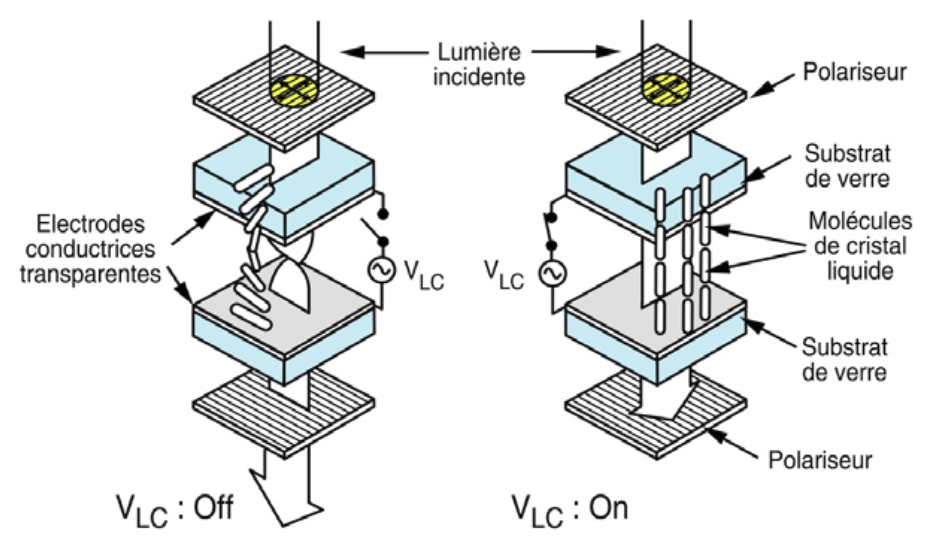 Lumière
incidente
Polariseur
Substrat
de verre
Electrodes
conductrices
transparentes
Molécules
de cristal
liquide
VLC
VLC
Substrat
de verre
Polariseur
VLC : Off
VLC : On